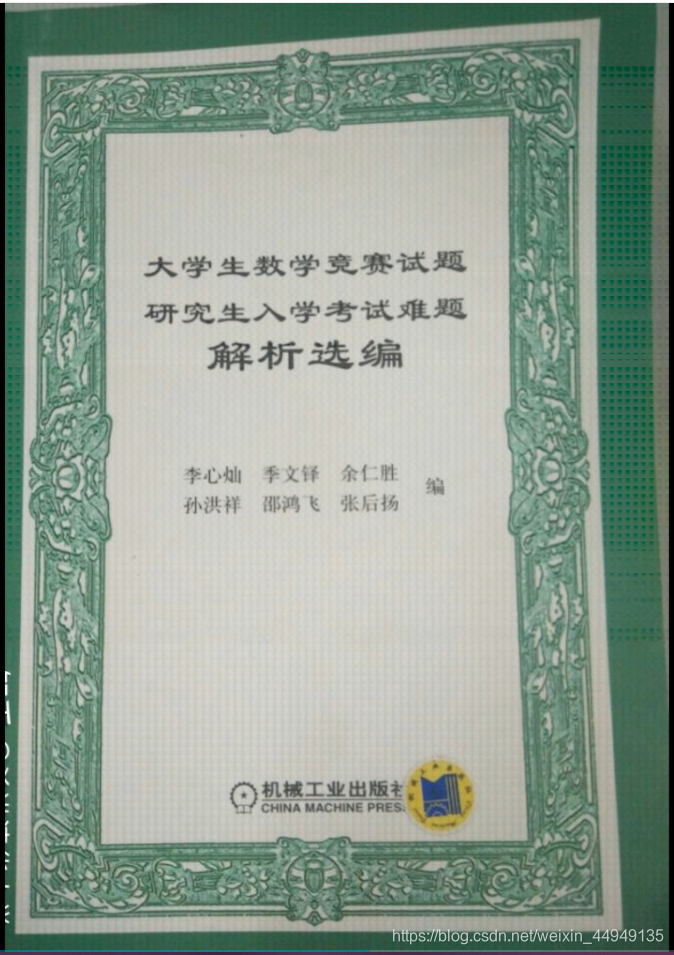 大学生数学竞赛试题
研究生入学考试难题
解析选编
李心灿 季文铎 余仁胜
孙洪祥 邵鸿飞 张后扬
编
机械工业出版社
CHINA MACHINE PRESS
https://blog.csdn.net/weixin_44949135